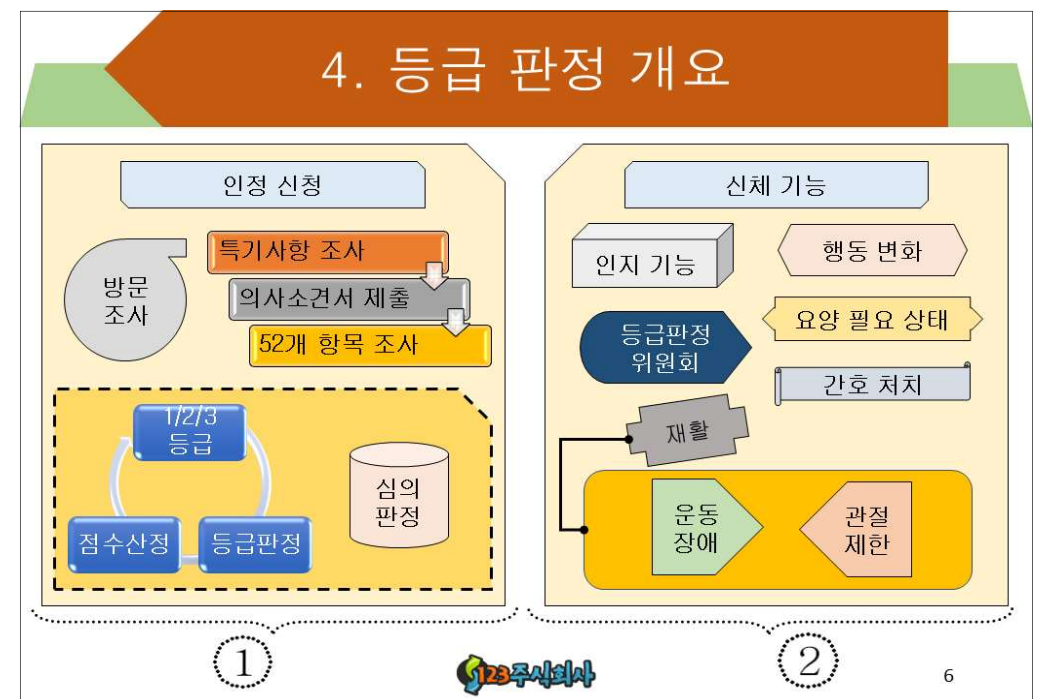 4. 등급 판정 개요
인정 신청
방문
조사
특기사항 조사
의사소견서 제출
52개 항목 조사
1/2/3
등급
점수산정
등급판정
심의
판정
신체 기능
인지 기능
행동 변화
등급판정
위원회
요양 필요 상태
간호 처치
재활
운동
장애
관절
제한
1
2
123주식회사
6